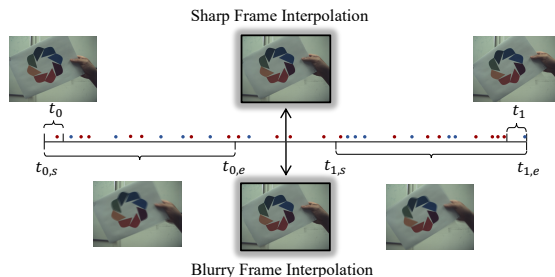 Sharp Frame Interpolation
t₀
t₁
t₀,ₛ
t₀,ₑ
t₁,ₛ
t₁,ₑ
Blurry Frame Interpolation